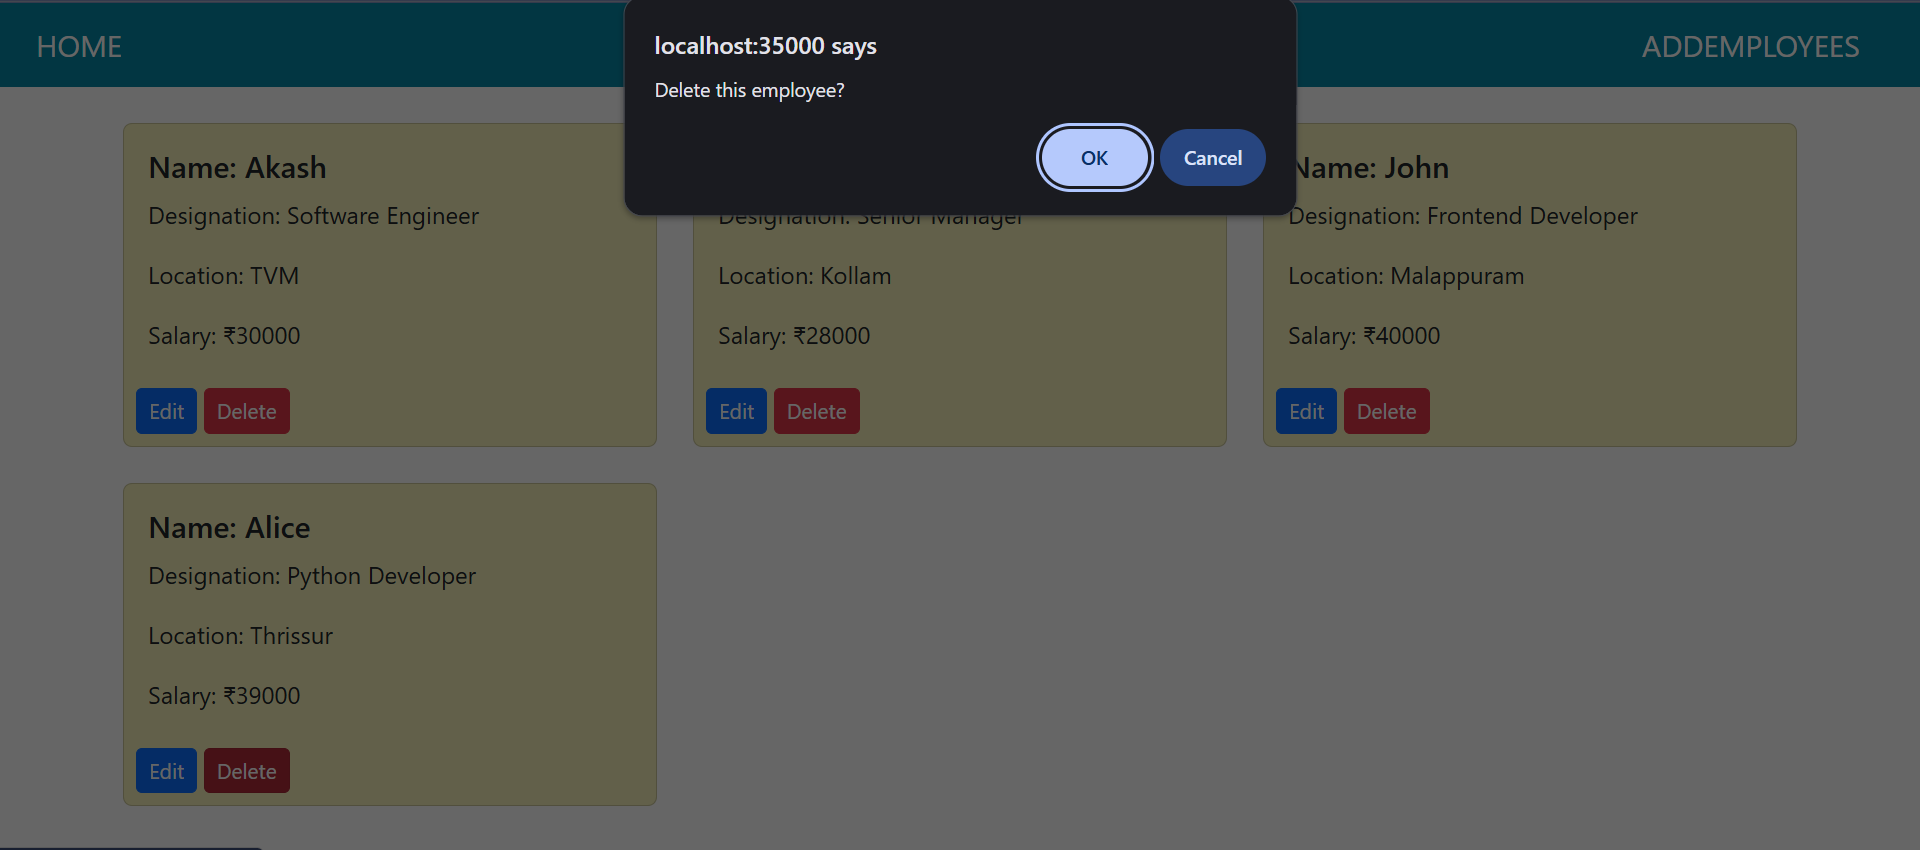 HOME
ADDEMPLOYEES
localhost:35000 says
Delete this employee?
OK
Cancel
Name: Akash
Designation: Software Engineer
Location: TVM
Salary: ₹30000
Edit
Delete
Designation: Senior Manager
Location: Kollam
Salary: ₹28000
Edit
Delete
Name: John
Designation: Frontend Developer
Location: Malappuram
Salary: ₹40000
Edit
Delete
Name: Alice
Designation: Python Developer
Location: Thrissur
Salary: ₹39000
Edit
Delete